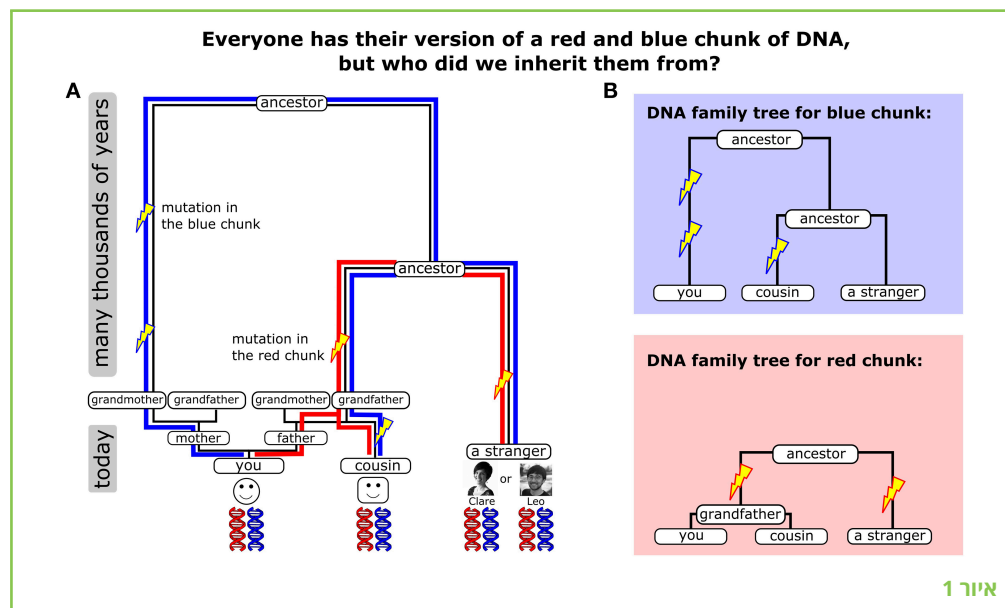 Everyone has their version of a red and blue chunk of DNA,
but who did we inherit them from?
A
many thousands of years
today
ancestor
mutation in
the blue chunk
ancestor
mutation in
the red chunk
grandmother
grandfather
grandmother
grandfather
mother
father
you
cousin
a stranger
or
Clare
Leo
B
DNA family tree for blue chunk:
ancestor
ancestor
you
cousin
a stranger
DNA family tree for red chunk:
ancestor
grandfather
you
cousin
a stranger
איור 1